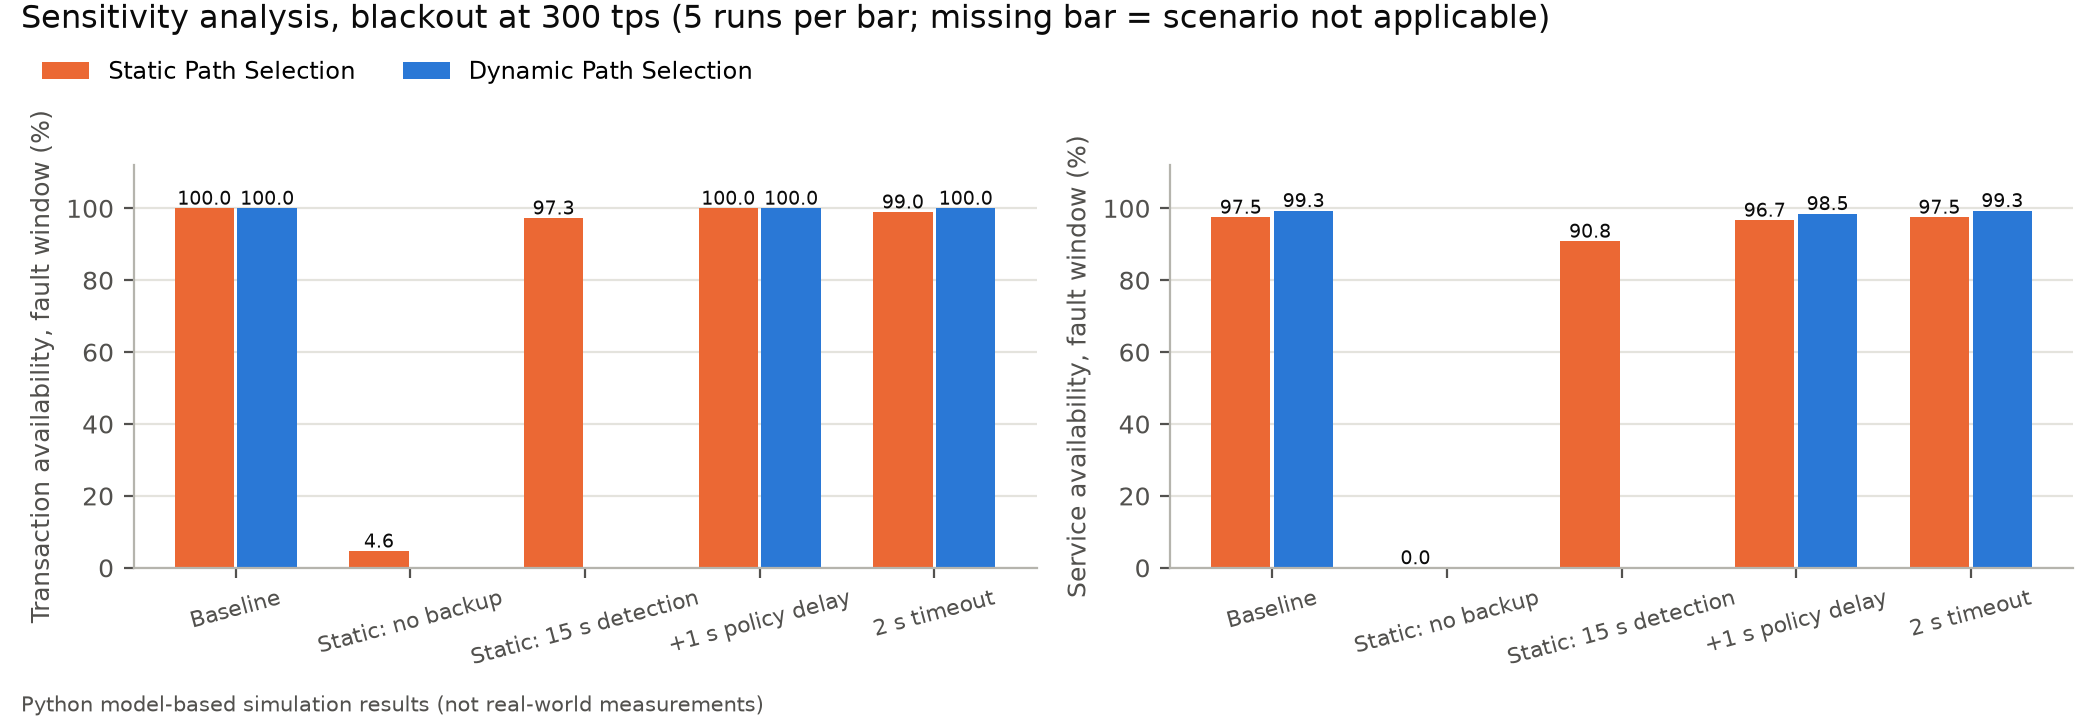 Sensitivity analysis, blackout at 300 tps (5 runs per bar; missing bar = scenario not applicable)
Static Path Selection
Dynamic Path Selection
Transaction availability, fault window (%)
100
80
60
40
20
0
100.0
100.0
4.6
97.3
100.0
100.0
99.0
100.0
Baseline
Static: no backup
Static: 15 s detection
+1 s policy delay
2 s timeout
Service availability, fault window (%)
100
80
60
40
20
0
97.5
99.3
0.0
90.8
96.7
98.5
97.5
99.3
Baseline
Static: no backup
Static: 15 s detection
+1 s policy delay
2 s timeout
Python model-based simulation results (not real-world measurements)